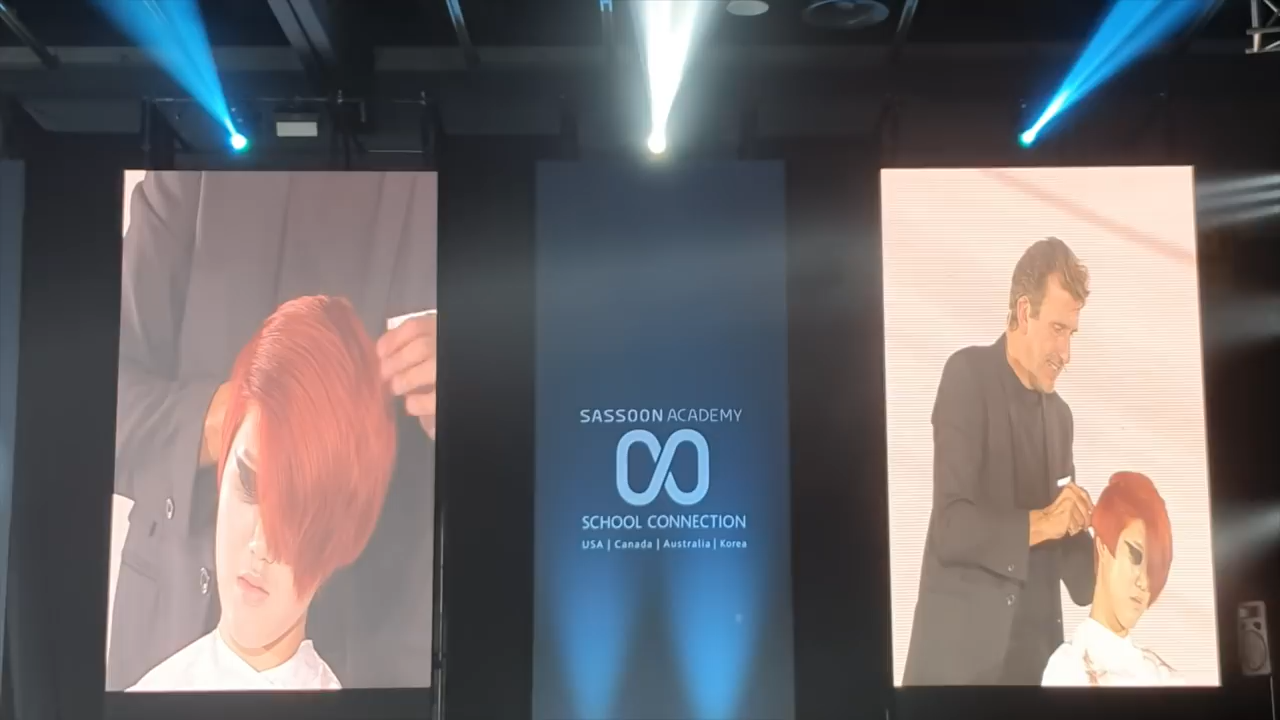 SASSOON ACADEMY
SCHOOL CONNECTION
USA | Canada | Australia | Korea